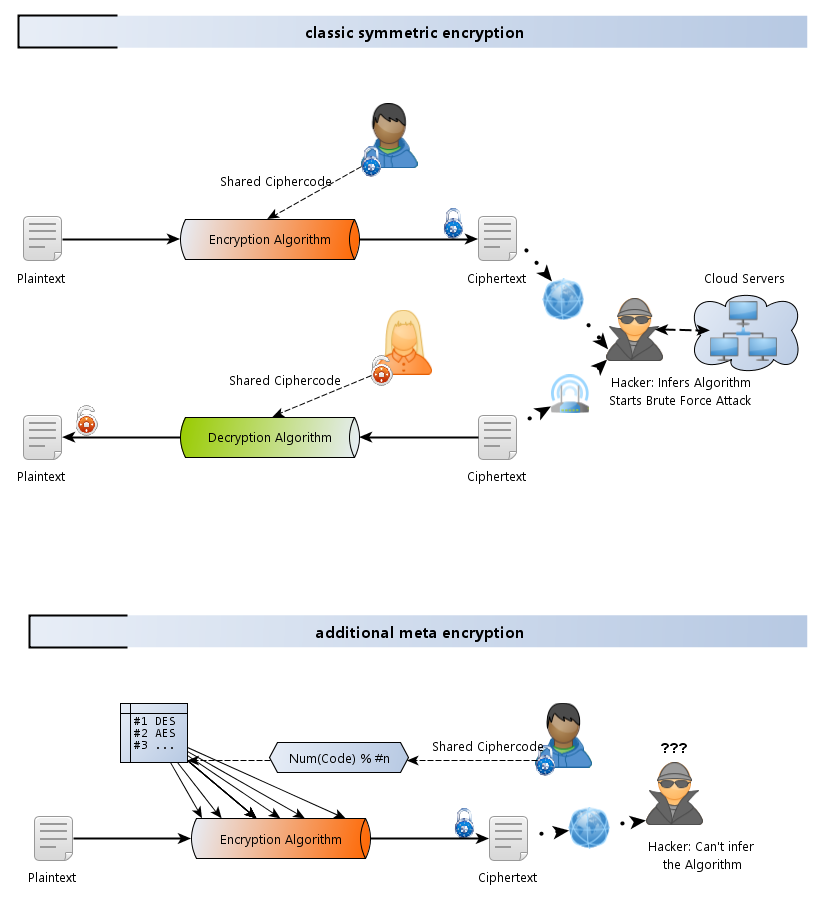 classic symmetric encryption
Shared Ciphercode
Encryption Algorithm
Plaintext
Ciphertext
Cloud Servers
Hacker: Infers Algorithm
Starts Brute Force Attack
Shared Ciphercode
Decryption Algorithm
Plaintext
Ciphertext
additional meta encryption
#1 DES
#2 AES
#3 ...
Num(Code) % #n
Shared Ciphercode
???
Encryption Algorithm
Plaintext
Ciphertext
Hacker: Can't infer
the Algorithm